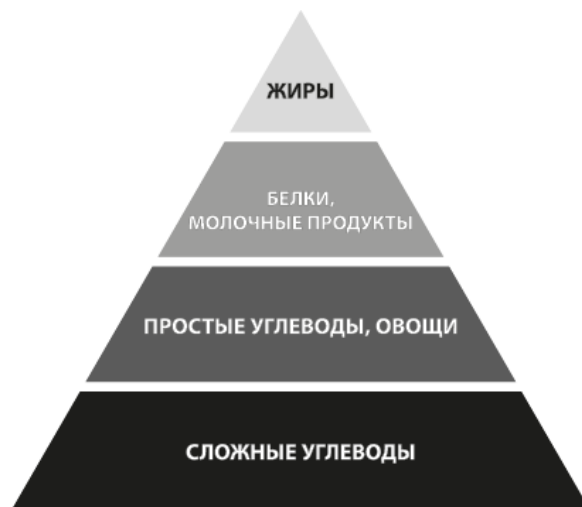 ЖИРЫ
БЕЛКИ,
МОЛОЧНЫЕ ПРОДУКТЫ
ПРОСТЫЕ УГЛЕВОДЫ, ОВОЩИ
СЛОЖНЫЕ УГЛЕВОДЫ